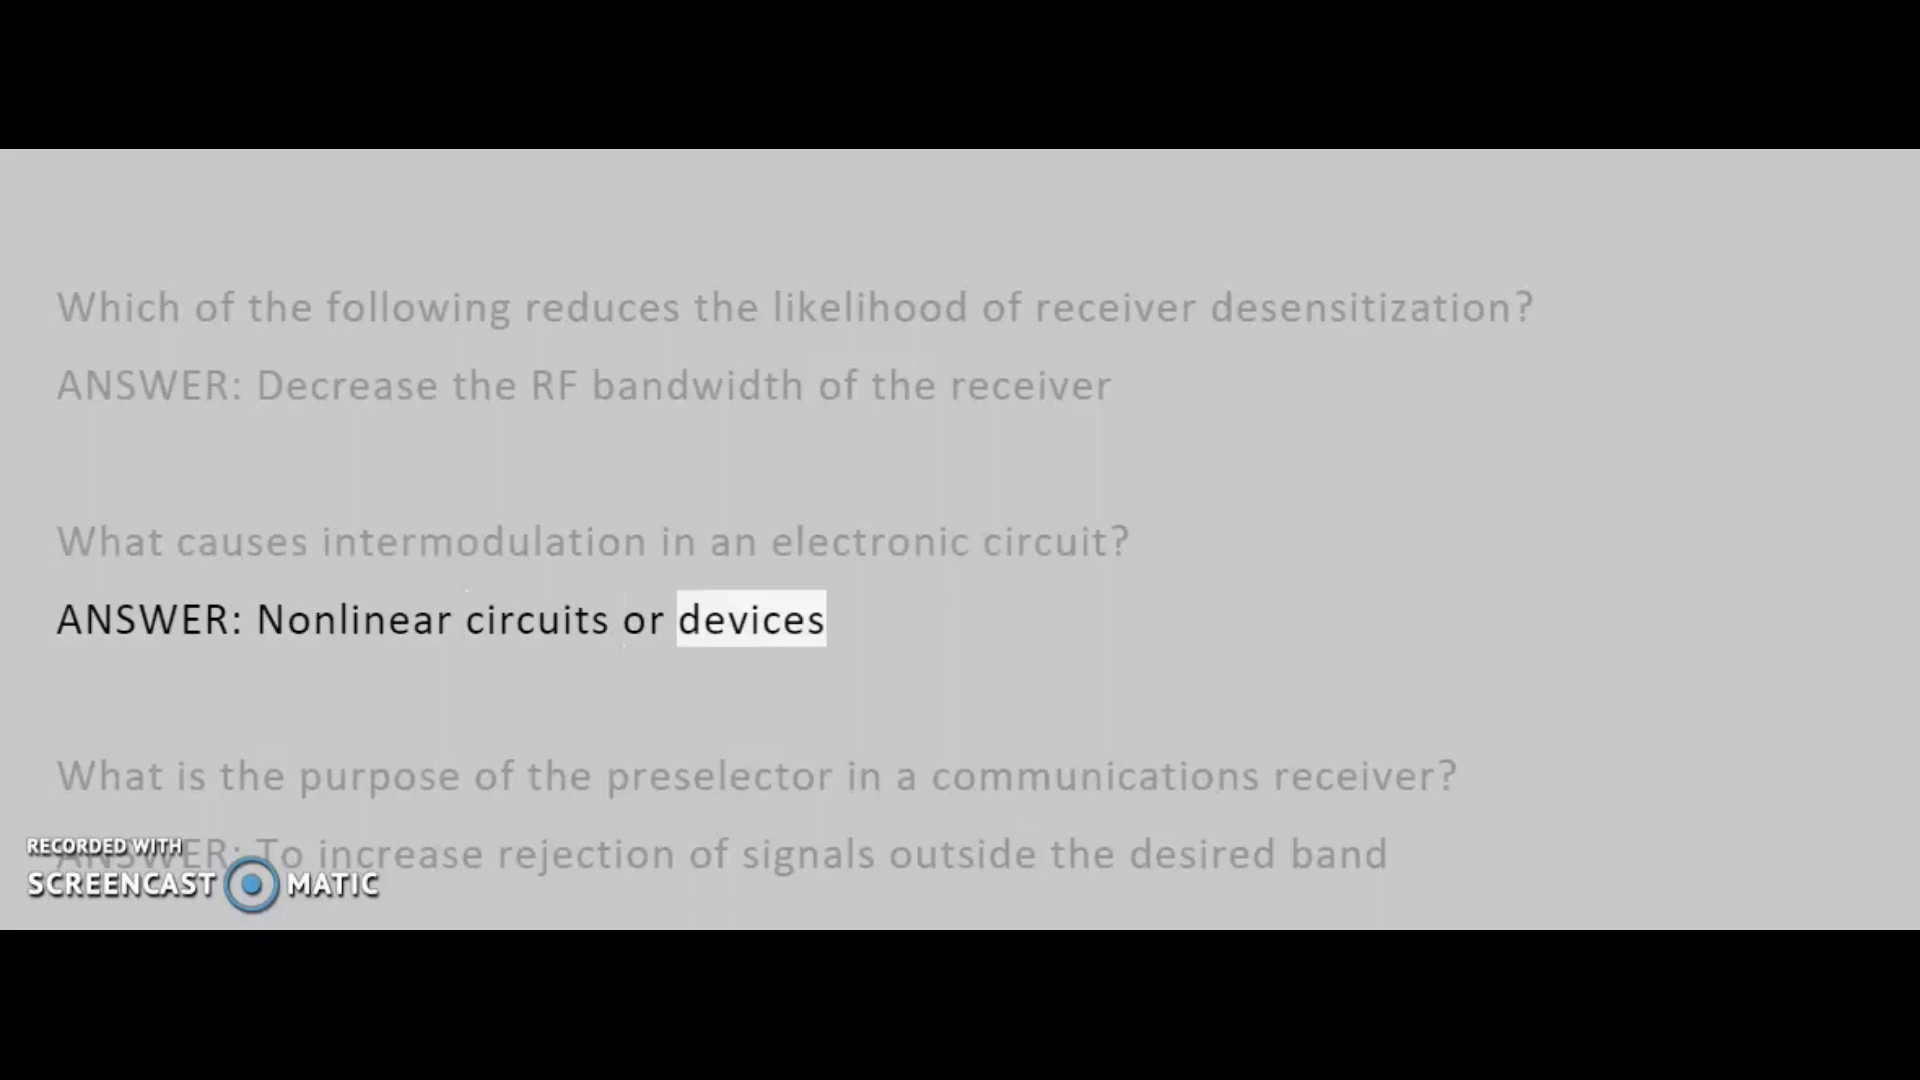 Which of the following reduces the likelihood of receiver desensitization?
ANSWER: Decrease the RF bandwidth of the receiver
What causes intermodulation in an electronic circuit?
ANSWER: Nonlinear circuits or devices
What is the purpose of the preselector in a communications receiver?
ANSWER: To increase rejection of signals outside the desired band
RECORDED WITH
SCREENCAST MATIC